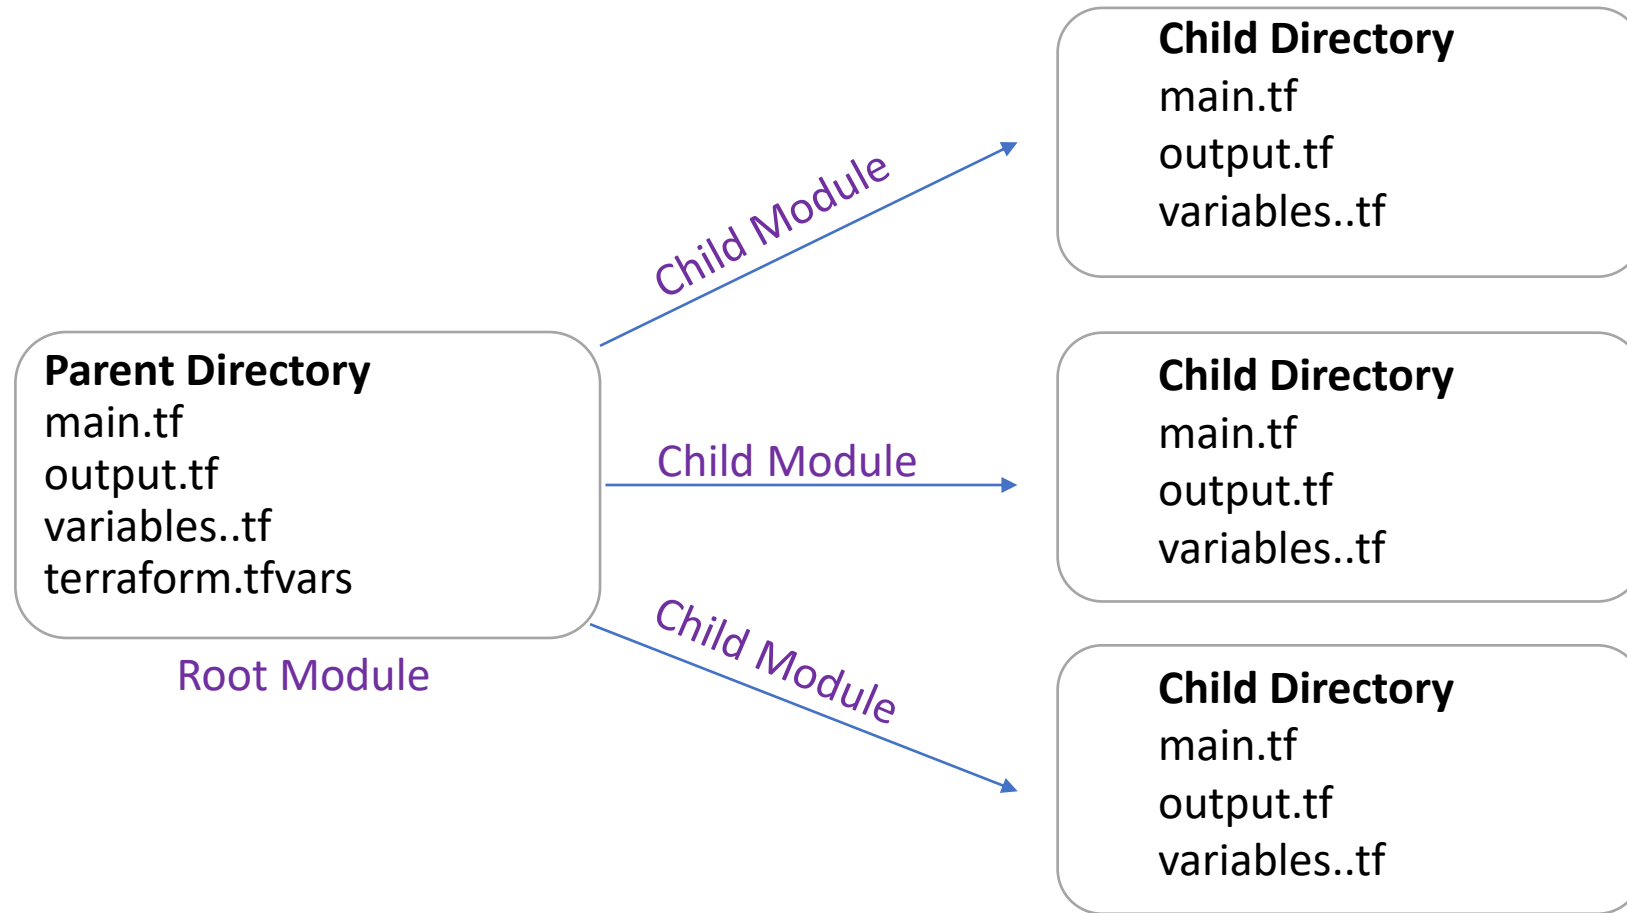 Parent Directory
main.tf
output.tf
variables..tf
terraform.tfvars
Root Module
Child Module
Child Module
Child Module
Child Directory
main.tf
output.tf
variables..tf
Child Directory
main.tf
output.tf
variables..tf
Child Directory
main.tf
output.tf
variables..tf